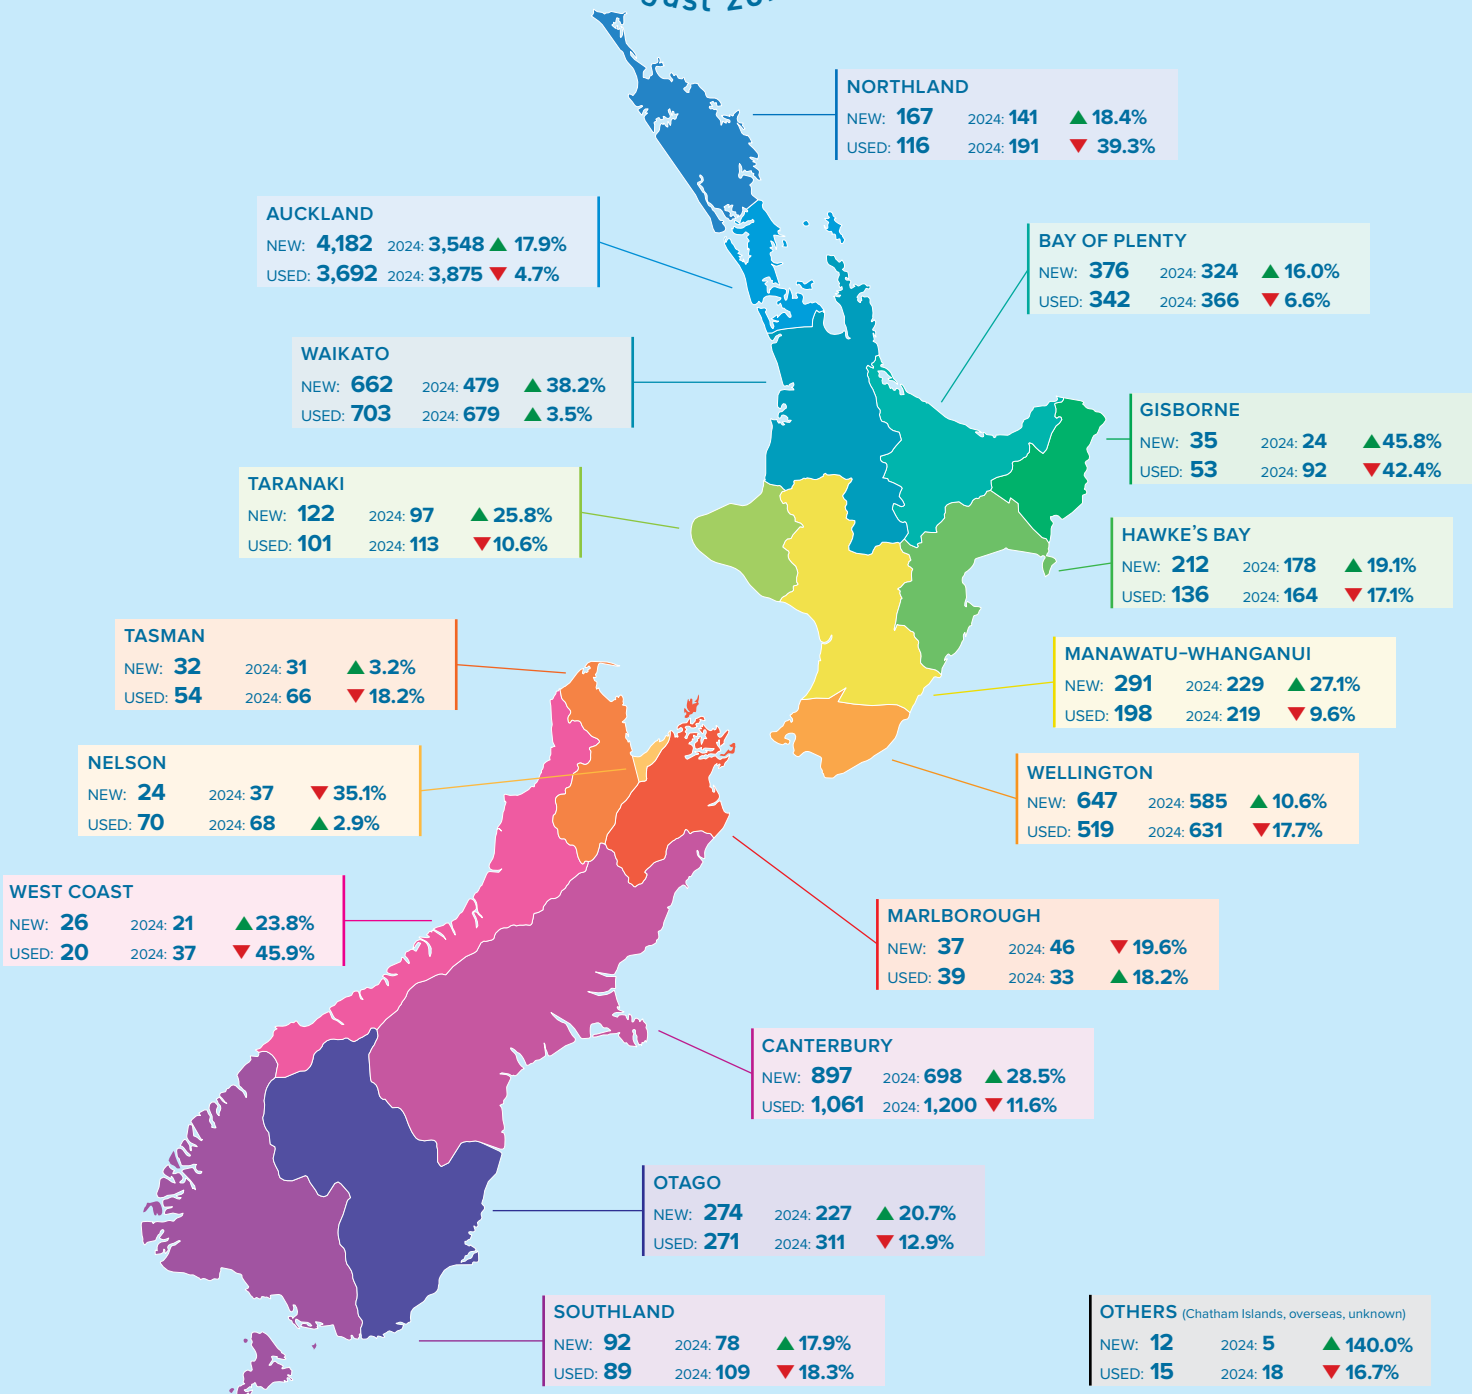 NORTHLAND
NEW: 167 2024: 141 ▲ 18.4%
USED: 116 2024: 191 ▼ 39.3%
AUCKLAND
NEW: 4,182 2024: 3,548 ▲ 17.9%
USED: 3,692 2024: 3,875 ▼ 4.7%
BAY OF PLENTY
NEW: 376 2024: 324 ▲ 16.0%
USED: 342 2024: 366 ▼ 6.6%
WAIKATO
NEW: 662 2024: 479 ▲ 38.2%
USED: 703 2024: 679 ▲ 3.5%
GISBORNE
NEW: 35 2024: 24 ▲ 45.8%
USED: 53 2024: 92 ▼ 42.4%
TARANAKI
NEW: 122 2024: 97 ▲ 25.8%
USED: 101 2024: 113 ▼ 10.6%
HAWKE'S BAY
NEW: 212 2024: 178 ▲ 19.1%
USED: 136 2024: 164 ▼ 17.1%
TASMAN
NEW: 32 2024: 31 ▲ 3.2%
USED: 54 2024: 66 ▼ 18.2%
MANAWATU-WHANGANUI
NEW: 291 2024: 229 ▲ 27.1%
USED: 198 2024: 219 ▼ 9.6%
NELSON
NEW: 24 2024: 37 ▼ 35.1%
USED: 70 2024: 68 ▲ 2.9%
WELLINGTON
NEW: 647 2024: 585 ▲ 10.6%
USED: 519 2024: 631 ▼ 17.7%
WEST COAST
NEW: 26 2024: 21 ▲ 23.8%
USED: 20 2024: 37 ▼ 45.9%
MARLBOROUGH
NEW: 37 2024: 46 ▼ 19.6%
USED: 39 2024: 33 ▲ 18.2%
CANTERBURY
NEW: 897 2024: 698 ▲ 28.5%
USED: 1,061 2024: 1,200 ▼ 11.6%
OTAGO
NEW: 274 2024: 227 ▲ 20.7%
USED: 271 2024: 311 ▼ 12.9%
SOUTHLAND
NEW: 92 2024: 78 ▲ 17.9%
USED: 89 2024: 109 ▼ 18.3%
OTHERS (Chatham Islands, overseas, unknown)
NEW: 12 2024: 5 ▲ 140.0%
USED: 15 2024: 18 ▼ 16.7%